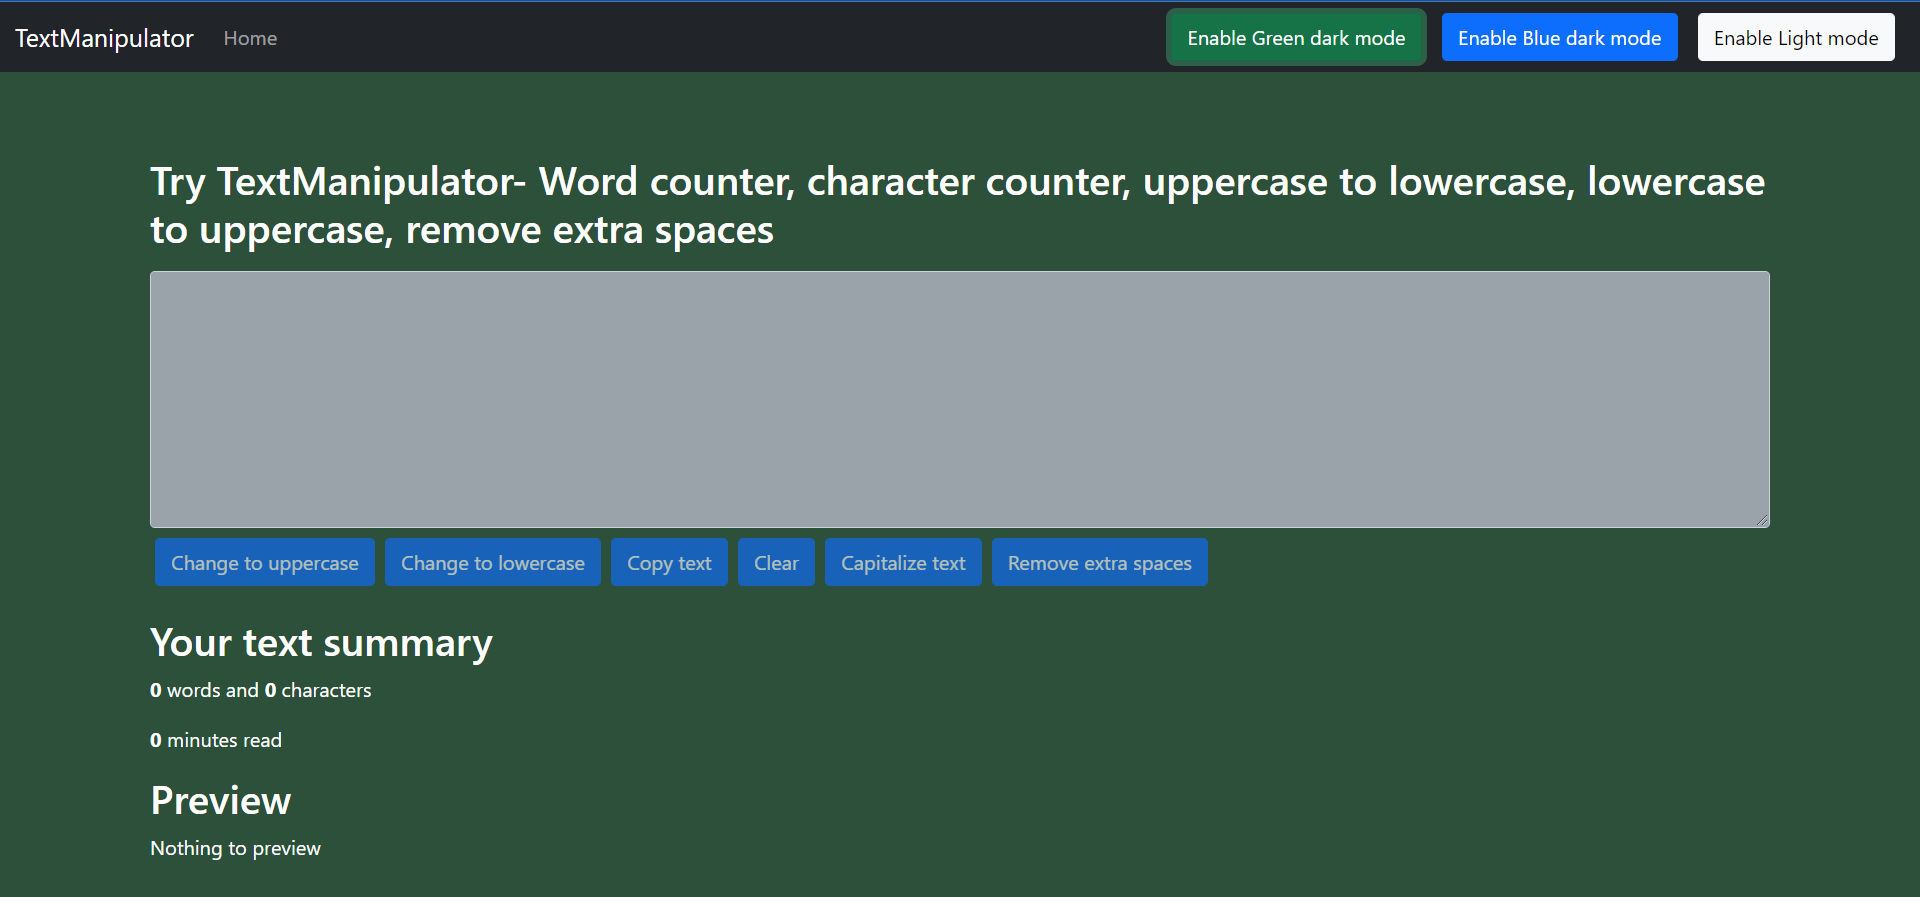 TextManipulator Home Enable Green dark mode Enable Blue dark mode Enable Light mode
Try TextManipulator- Word counter, character counter, uppercase to lowercase, lowercase
to uppercase, remove extra spaces
Change to uppercase Change to lowercase Copy text Clear Capitalize text Remove extra spaces
Your text summary
0 words and 0 characters
0 minutes read
Preview
Nothing to preview